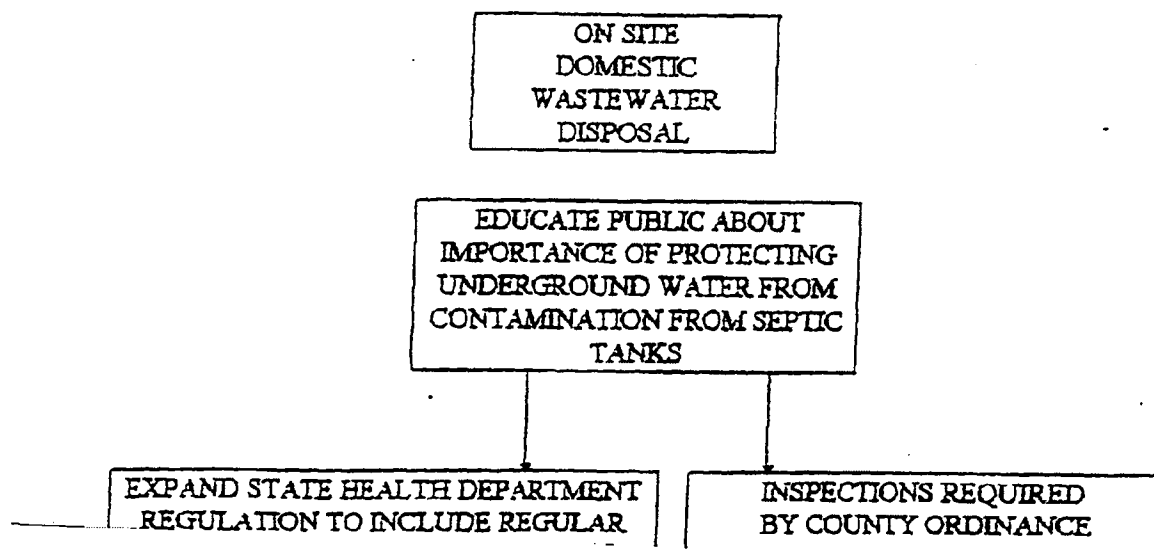 ON SITE
DOMESTIC
WASTEWATER
DISPOSAL
EDUCATE PUBLIC ABOUT
IMPORTANCE OF PROTECTING
UNDERGROUND WATER FROM
CONTAMINATION FROM SEPTIC
TANKS
EXPAND STATE HEALTH DEPARTMENT
REGULATION TO INCLUDE REGULAR
INSPECTIONS REQUIRED
BY COUNTY ORDINANCE